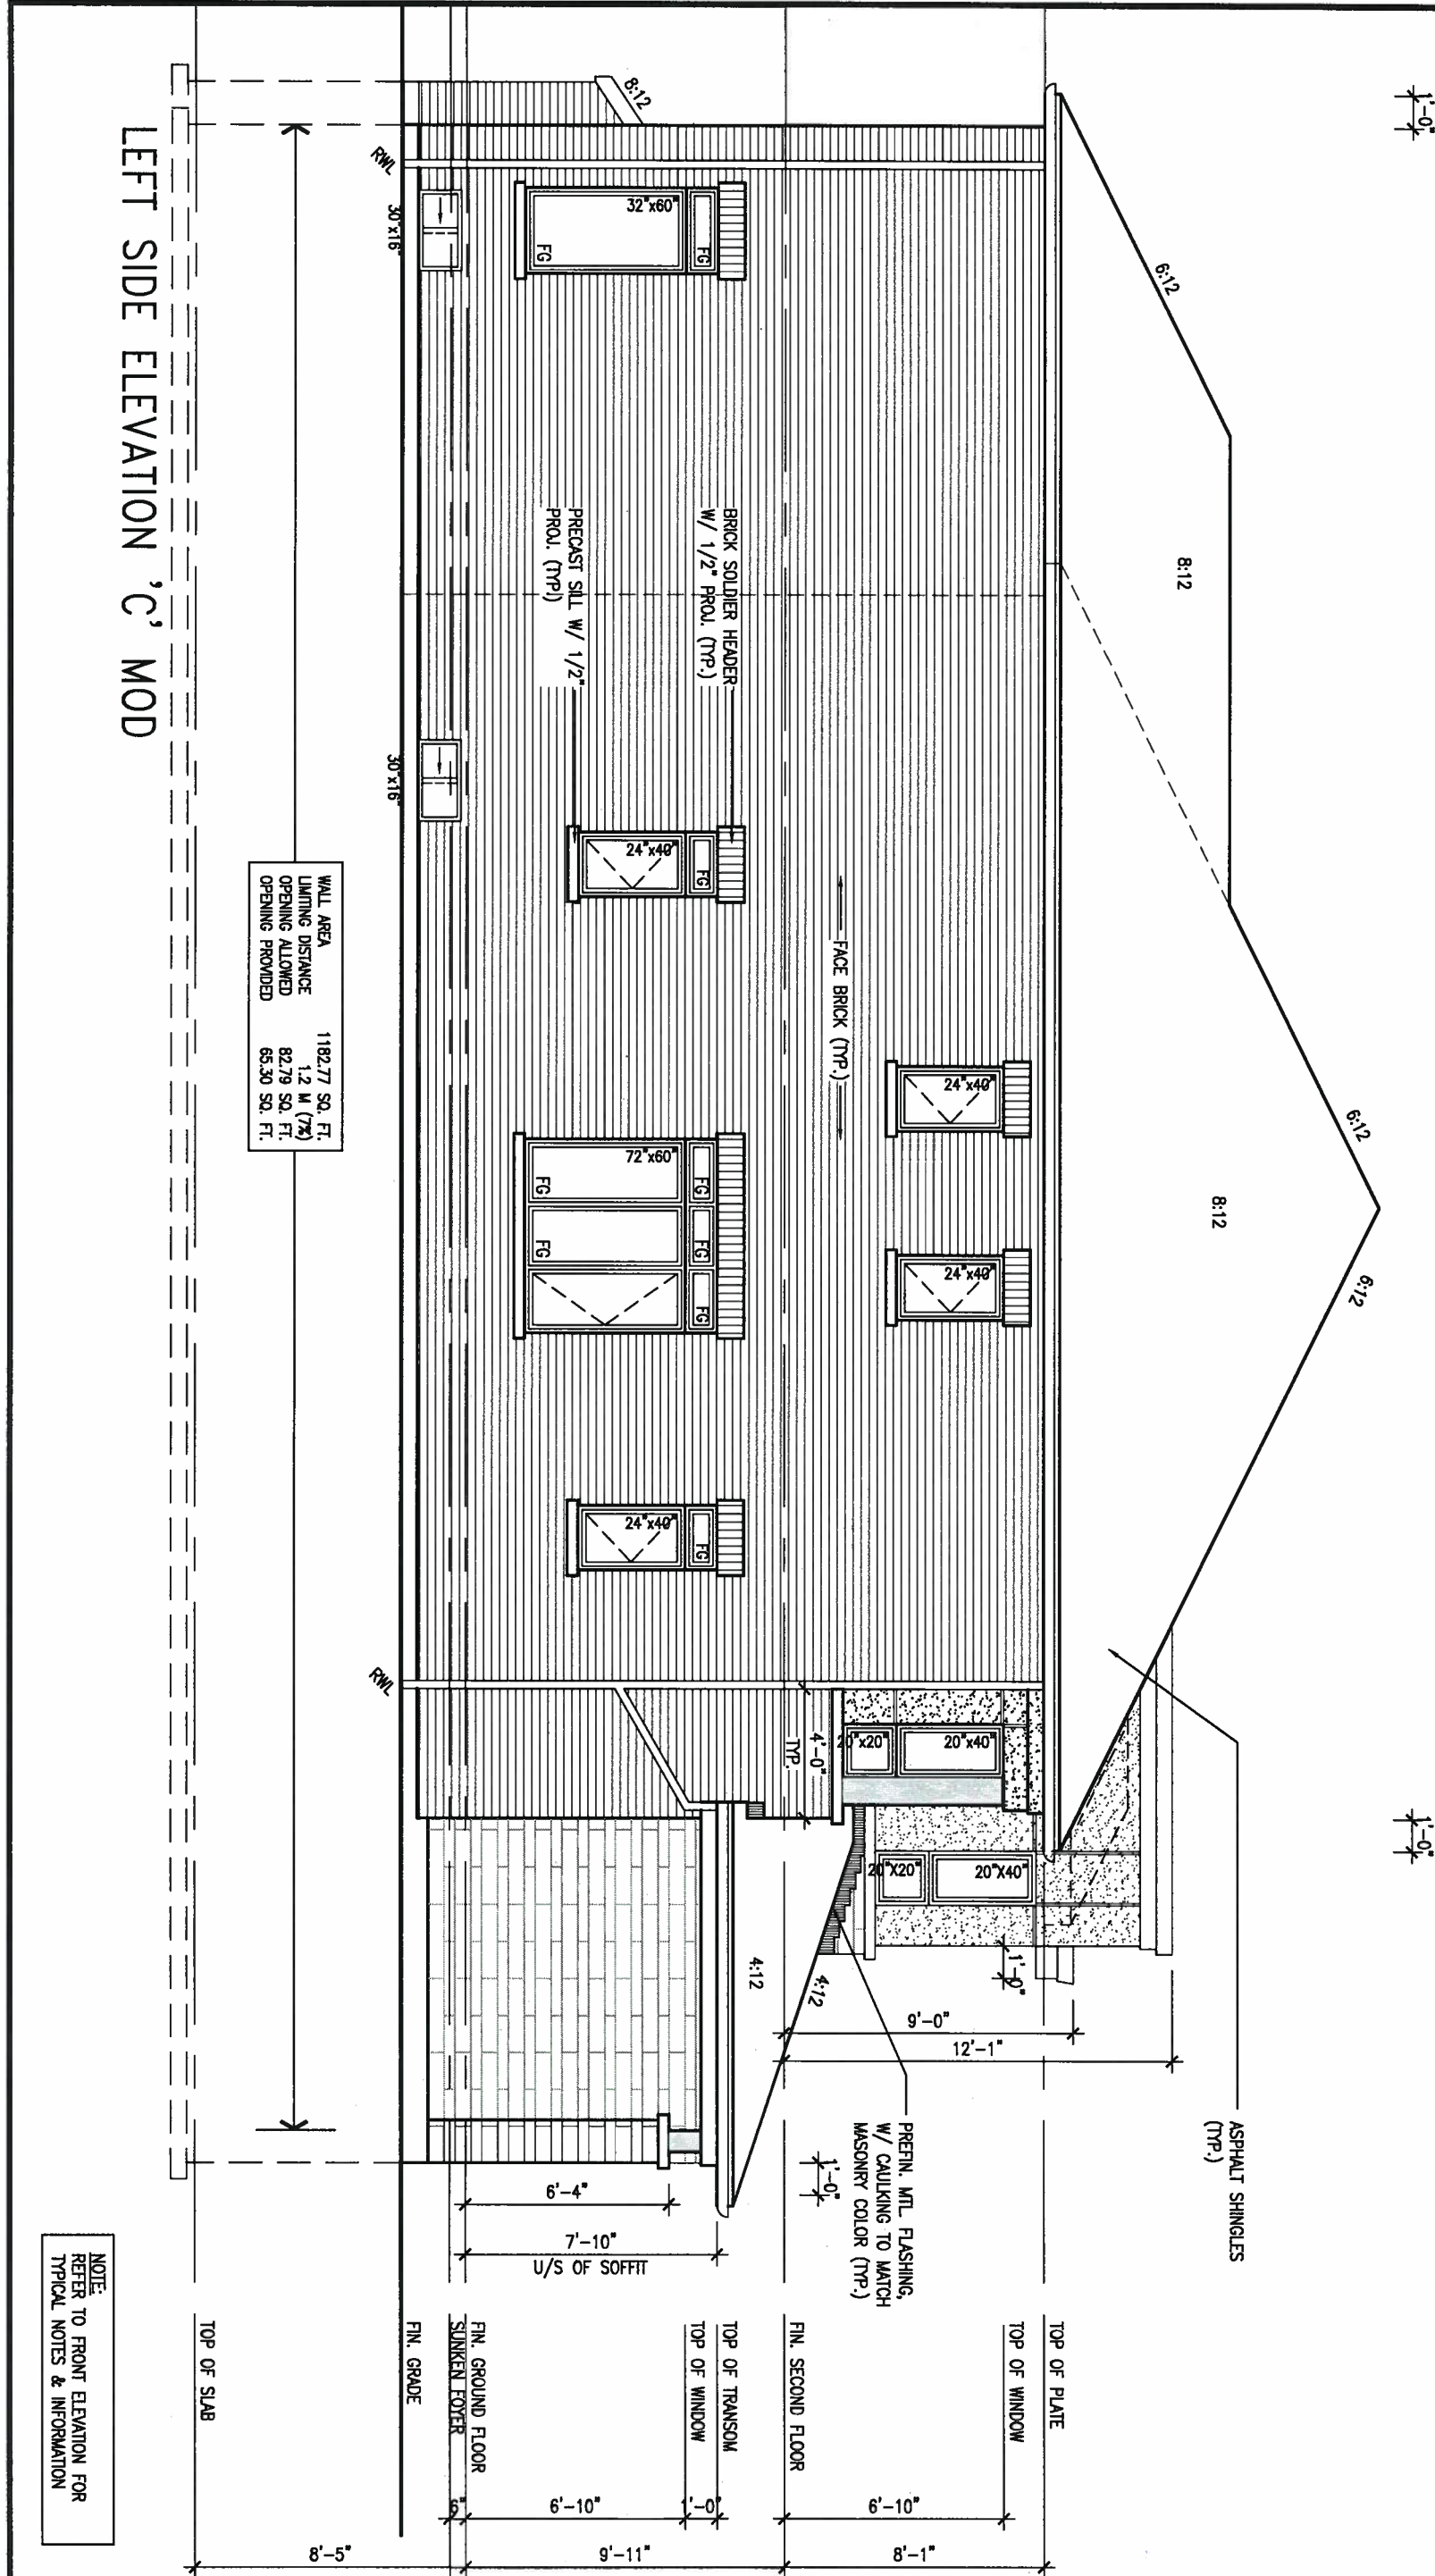 1'-0"
1'-0"
6:12
8:12
6:12
8:12
6:12
ASPHALT SHINGLES
(TYP.)
8:12
RWL
30"x16"
32"x60"
FG
FG
BRICK SOLDIER HEADER
W/ 1/2" PROJ. (TYP.)
PRECAST SILL W/ 1/2"
PROJ. (TYP.)
30"x16"
24"x40"
FG
FACE BRICK (TYP.)
24"x40"
24"x40"
72"x60"
FG
FG
FG
FG
FG
24"x40"
FG
RWL
4'-0"
TYP.
20"x20"
20"x40"
20"X20"
20"X40"
1'-0"
9'-0"
12'-1"
4:12
4:12
PREFIN. MTL. FLASHING,
W/ CAULKING TO MATCH
MASONRY COLOR (TYP.)
1'-0"
6'-4"
7'-10"
U/S OF SOFFIT
TOP OF PLATE
TOP OF WINDOW
FIN. SECOND FLOOR
TOP OF TRANSOM
TOP OF WINDOW
FIN. GROUND FLOOR
SUNKEN FOYER
FIN. GRADE
TOP OF SLAB
6'-10"
8'-1"
1'-0"
6'-10"
9'-11"
6"
8'-5"
WALL AREA 1182.77 SQ. FT.
LIMITING DISTANCE 1.2 M (7%)
OPENING ALLOWED 82.79 SQ. FT.
OPENING PROVIDED 65.30 SQ. FT.
LEFT SIDE ELEVATION 'C' MOD
NOTE:
REFER TO FRONT ELEVATION FOR
TYPICAL NOTES & INFORMATION